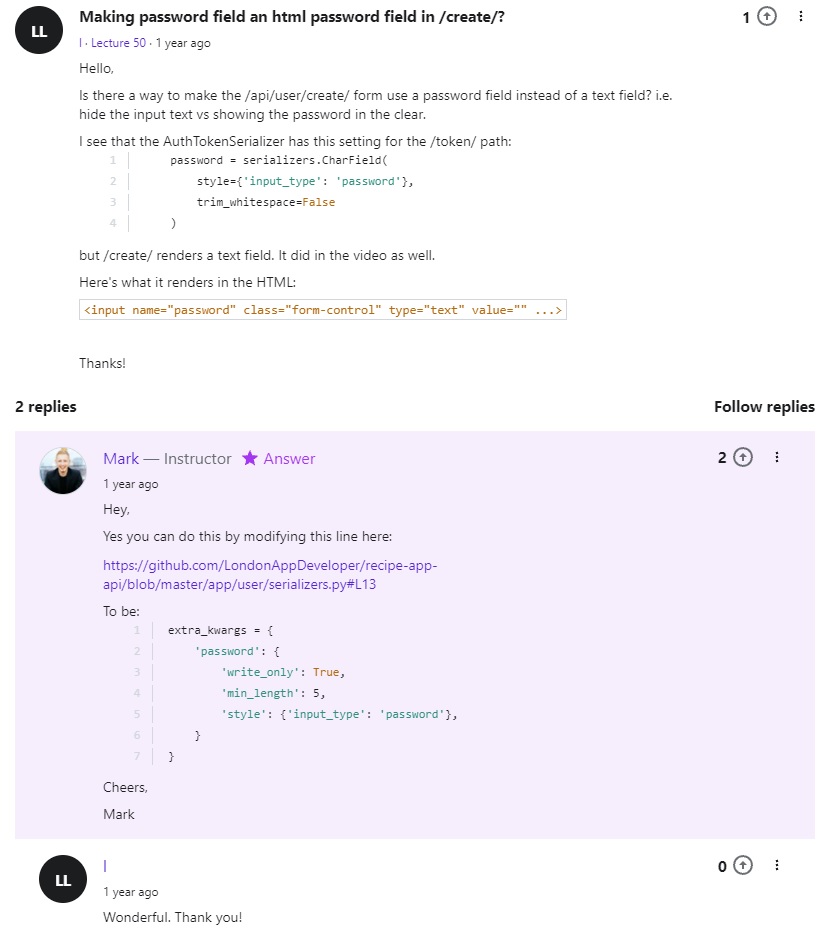 LL
Making password field an html password field in /create/?
1
l · Lecture 50 · 1 year ago
Hello,
Is there a way to make the /api/user/create/ form use a password field instead of a text field? i.e.
hide the input text vs showing the password in the clear.
I see that the AuthTokenSerializer has this setting for the /token/ path:
1 password = serializers.CharField(
2 style={'input_type': 'password'},
3 trim_whitespace=False
4 )
but /create/ renders a text field. It did in the video as well.
Here's what it renders in the HTML:
<input name="password" class="form-control" type="text" value="" ...>
Thanks!
2 replies
Follow replies
Mark — Instructor ★ Answer
2
1 year ago
Hey,
Yes you can do this by modifying this line here:
https://github.com/LondonAppDeveloper/recipe-app-
api/blob/master/app/user/serializers.py#L13
To be:
1 extra_kwargs = {
2 'password': {
3 'write_only': True,
4 'min_length': 5,
5 'style': {'input_type': 'password'},
6 }
7 }
Cheers,
Mark
LL
l
0
1 year ago
Wonderful. Thank you!